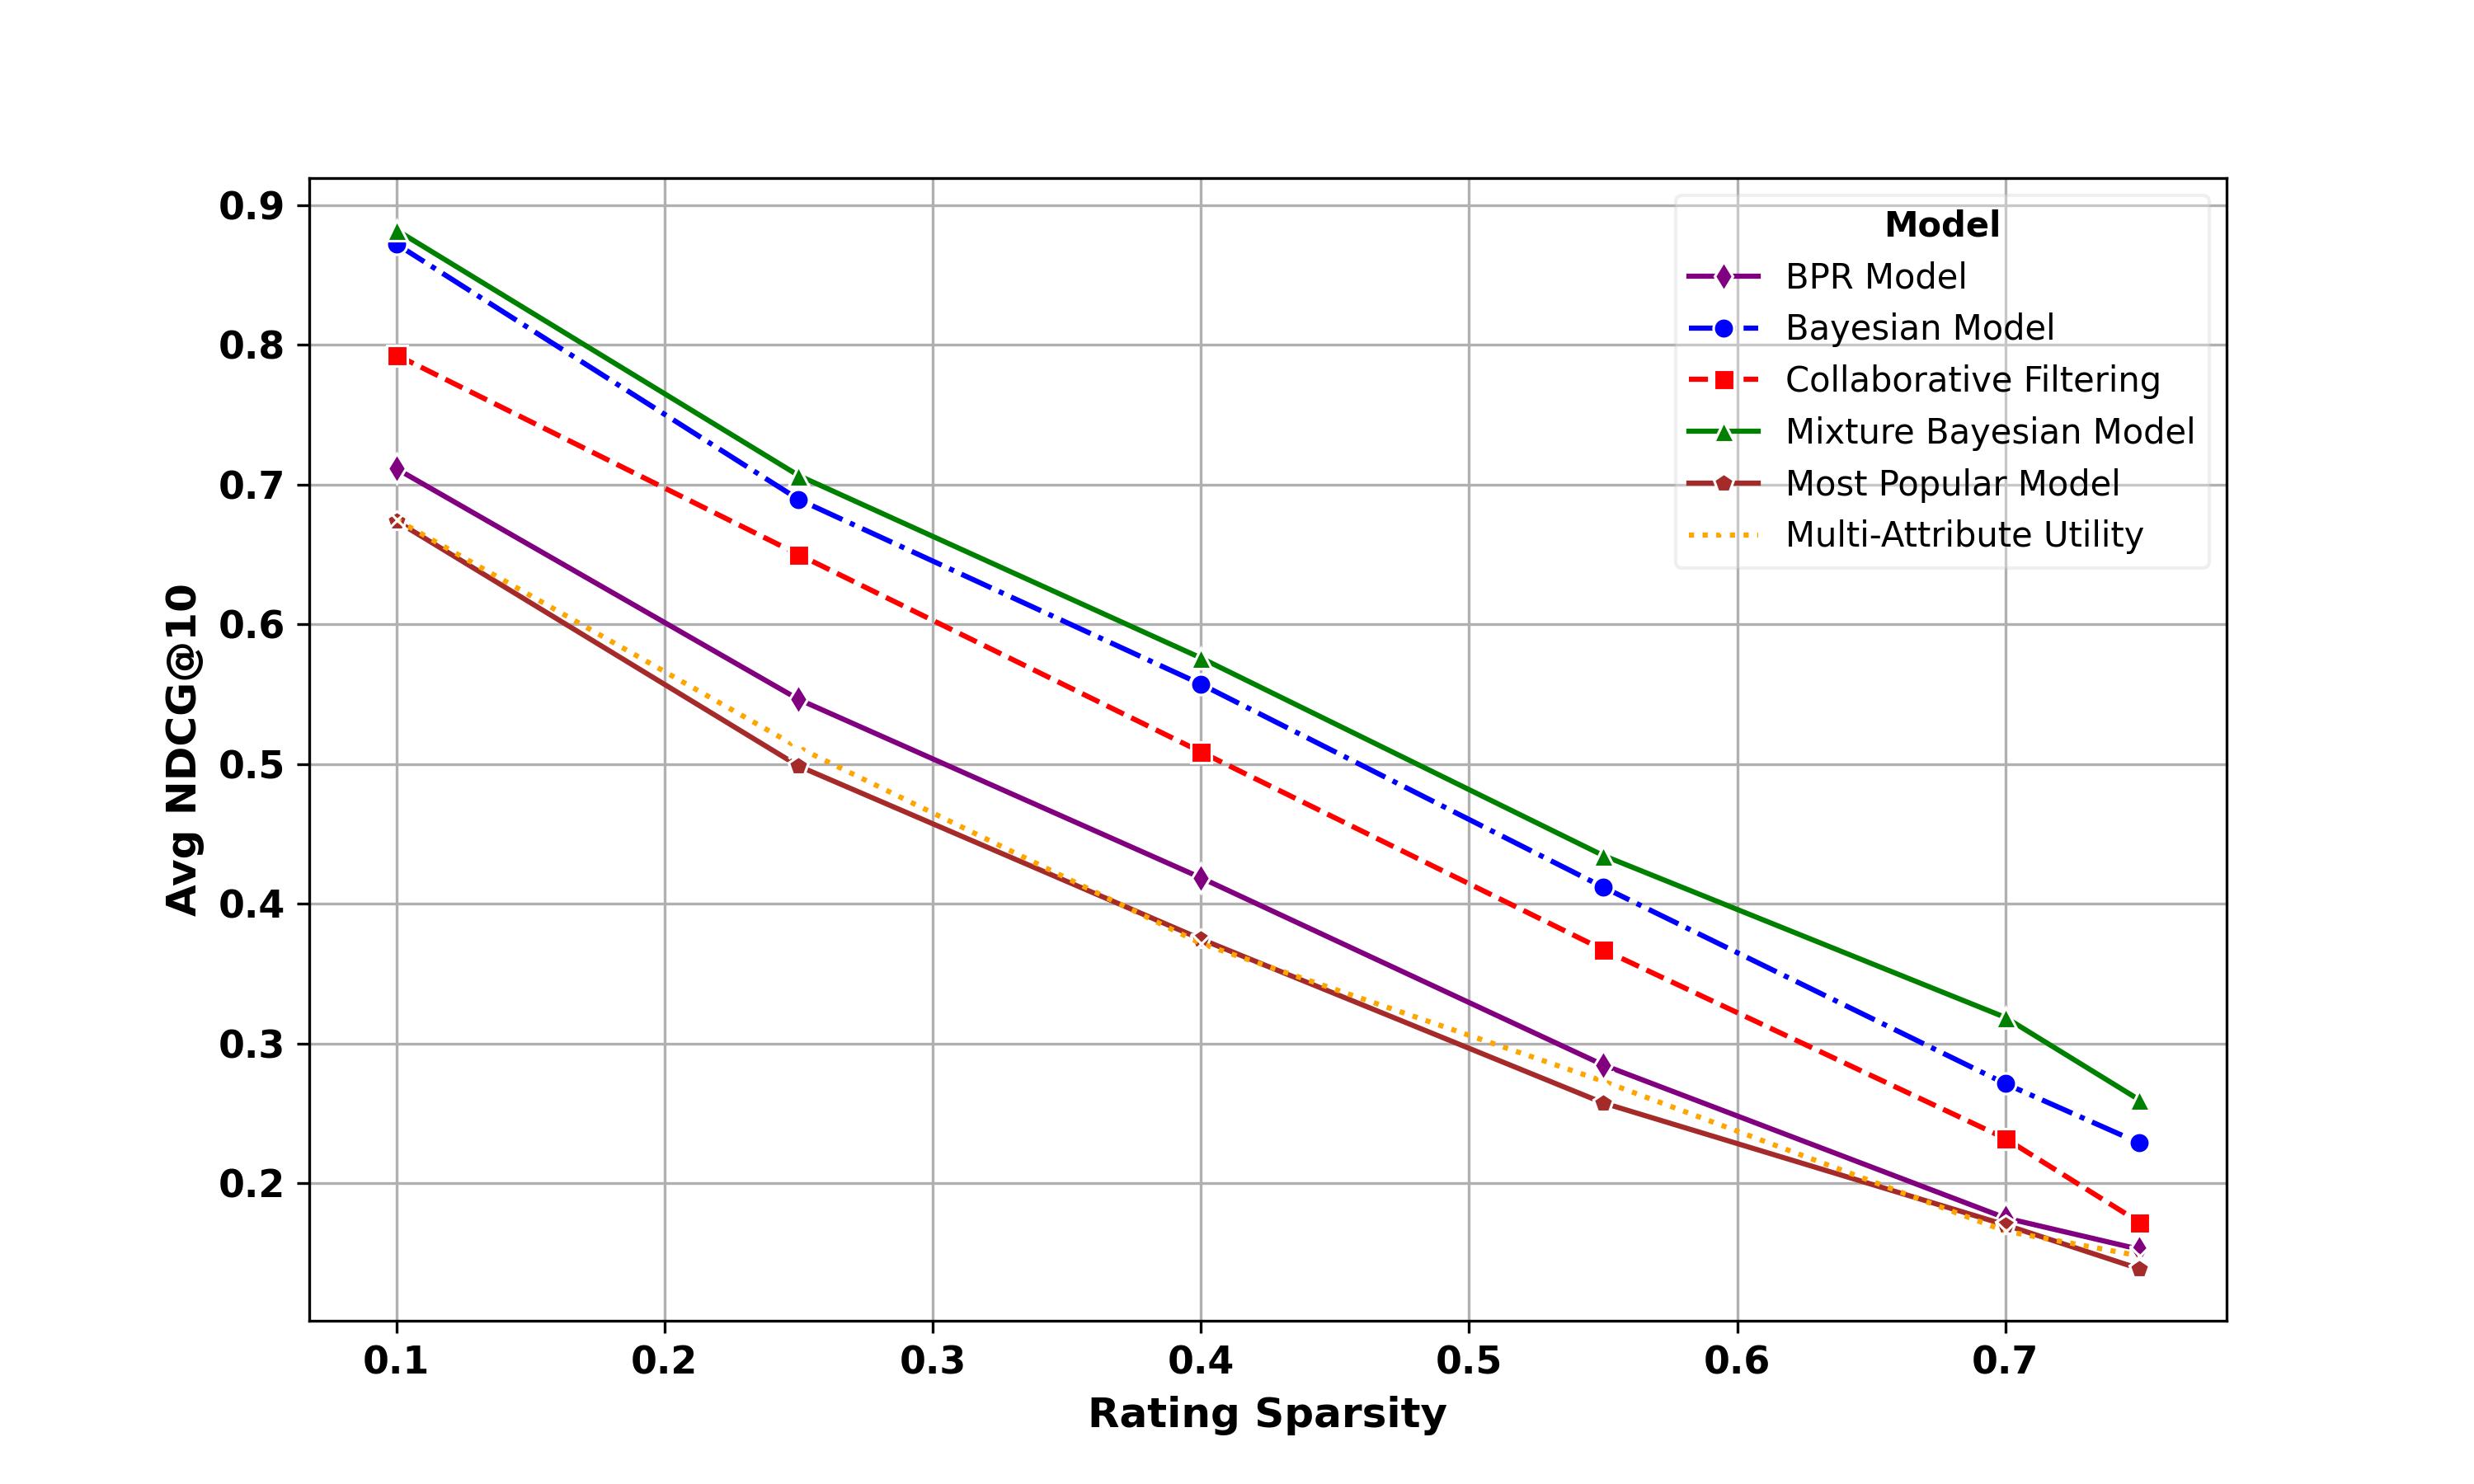 Model
BPR Model
Bayesian Model
Collaborative Filtering
Mixture Bayesian Model
Most Popular Model
Multi-Attribute Utility
Avg NDCG@10
0.9
0.8
0.7
0.6
0.5
0.4
0.3
0.2
0.1 0.2 0.3 0.4 0.5 0.6 0.7
Rating Sparsity